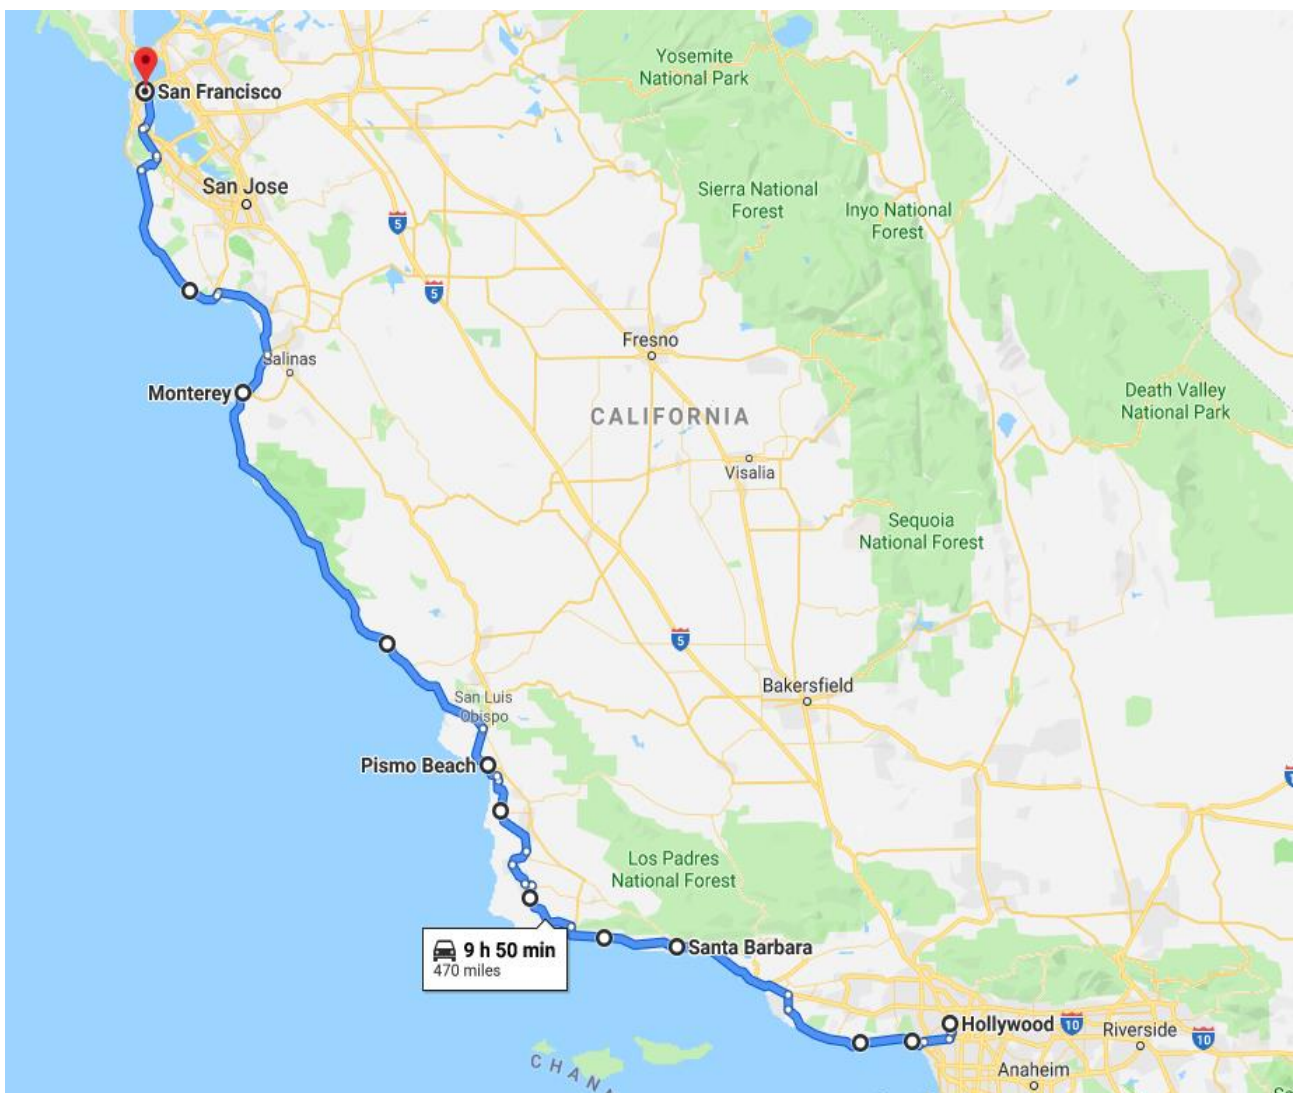 Yosemite
National Park
San Francisco
San Jose
Sierra National
Forest
Inyo National
Forest
5
5
Fresno
Salinas
Monterey
Death Valley
National Park
CALIFORNIA
Visalia
Sequoia
National Forest
5
Bakersfield
San Luis
Obispo
Pismo Beach
Los Padres
National Forest
9 h 50 min
470 miles
Santa Barbara
Hollywood
10
Riverside
10
Anaheim
CHAN